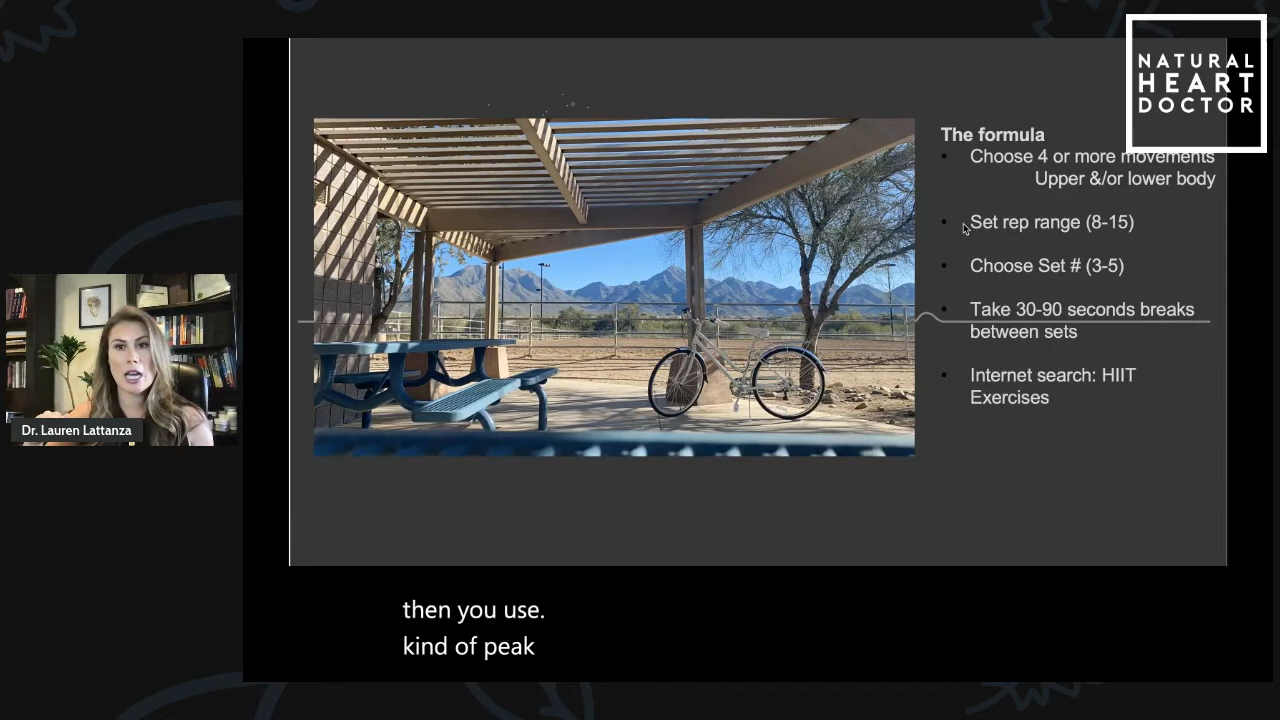 NATURAL
HEART
DOCTOR
The formula
• Choose 4 or more movements
Upper &/or lower body
• Set rep range (8-15)
• Choose Set # (3-5)
• Take 30-90 seconds breaks
between sets
• Internet search: HIIT
Exercises
Dr. Lauren Lattanza
then you use.
kind of peak